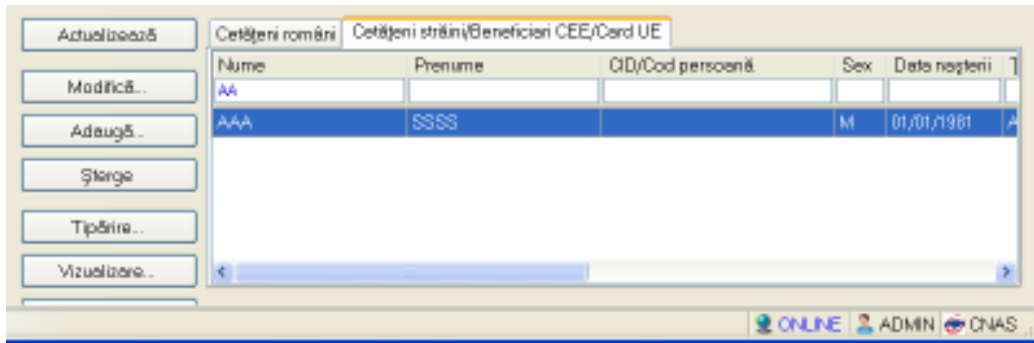 Actualizează
Cetăţeni români
Cetăţeni străini/Beneficiari CEE/Card UE
Nume Prenume CID/Cod persoană Sex Data naşterii
Modifică...
AA
Adaugă...
AAA SSSS M 01/01/1981 A
Şterge
Tipărire...
Vizualizare...
ONLINE ADMIN CNAS